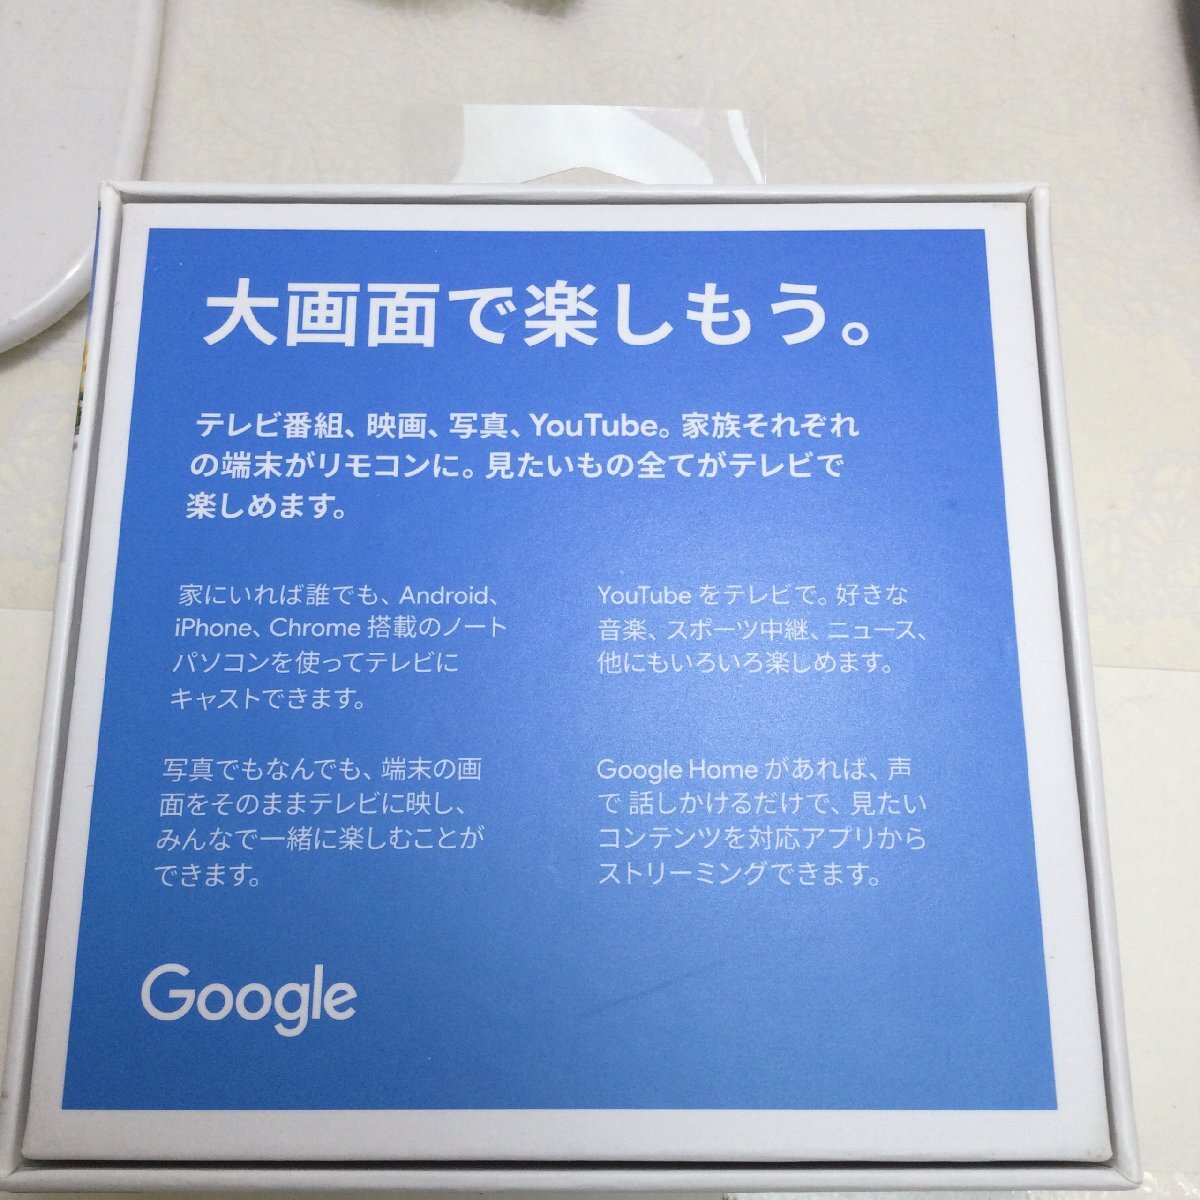 大画面で楽しもう。
テレビ番組、映画、写真、YouTube。家族それぞれ
の端末がリモコンに。見たいもの全てがテレビで
楽しめます。
家にいれば誰でも、Android、
iPhone、Chrome 搭載のノート
パソコンを使ってテレビに
キャストできます。
YouTube をテレビで。好きな
音楽、スポーツ中継、ニュース、
他にもいろいろ楽しめます。
写真でもなんでも、端末の画
面をそのままテレビに映し、
みんなで一緒に楽しむことが
できます。
Google Home があれば、声
で 話しかけるだけで、見たい
コンテンツを対応アプリから
ストリーミングできます。
Google